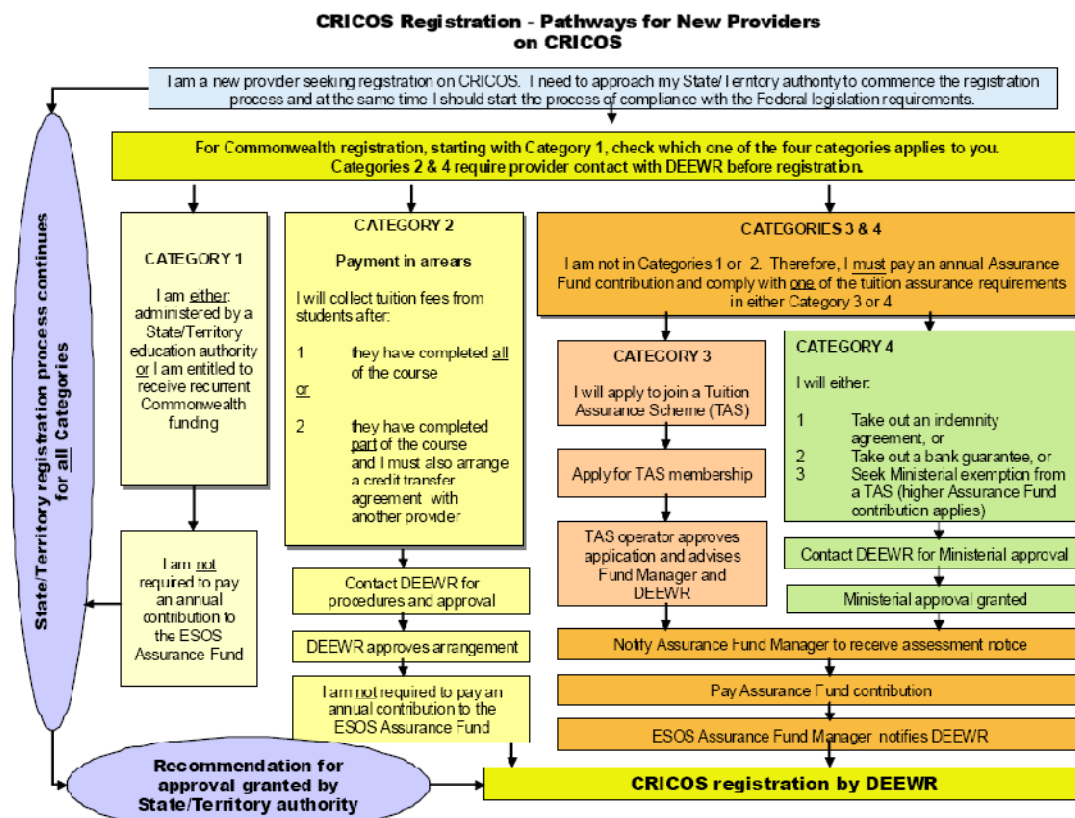 CRICOS Registration - Pathways for New Providers
on CRICOS
I am a new provider seeking registration on CRICOS. I need to approach my State/Territory authority to commence the registration
process and at the same time I should start the process of compliance with the Federal legislation requirements.
For Commonwealth registration, starting with Category 1, check which one of the four categories applies to you.
Categories 2 & 4 require provider contact with DEEWR before registration.
State/Territory registration process continues
for all Categories
CATEGORY 1
I am either:
administered by a
State/Territory
education authority
or I am entitled to
receive recurrent
Commonwealth
funding
I am not
required to pay
an annual
contribution to
the ESOS
Assurance Fund
CATEGORY 2
Payment in arrears
I will collect tuition fees from
students after:
1 they have completed all
of the course
or
2 they have completed
part of the course
and I must also arrange
a credit transfer
agreement with
another provider
Contact DEEWR for
procedures and approval
DEEWR approves arrangement
I am not required to pay an
annual contribution to the
ESOS Assurance Fund
CATEGORIES 3 & 4
I am not in Categories 1 or 2. Therefore, I must pay an annual Assurance
Fund contribution and comply with one of the tuition assurance requirements
in either Category 3 or 4
CATEGORY 3
I will apply to join a Tuition
Assurance Scheme (TAS)
Apply for TAS membership
TAS operator approves
application and advises
Fund Manager and
DEEWR
CATEGORY 4
I will either:
1 Take out an indemnity
agreement, or
2 Take out a bank guarantee, or
3 Seek Ministerial exemption from
a TAS (higher Assurance Fund
contribution applies)
Contact DEEWR for Ministerial approval
Ministerial approval granted
Notify Assurance Fund Manager to receive assessment notice
Pay Assurance Fund contribution
ESOS Assurance Fund Manager notifies DEEWR
Recommendation for
approval granted by
State/Territory authority
CRICOS registration by DEEWR